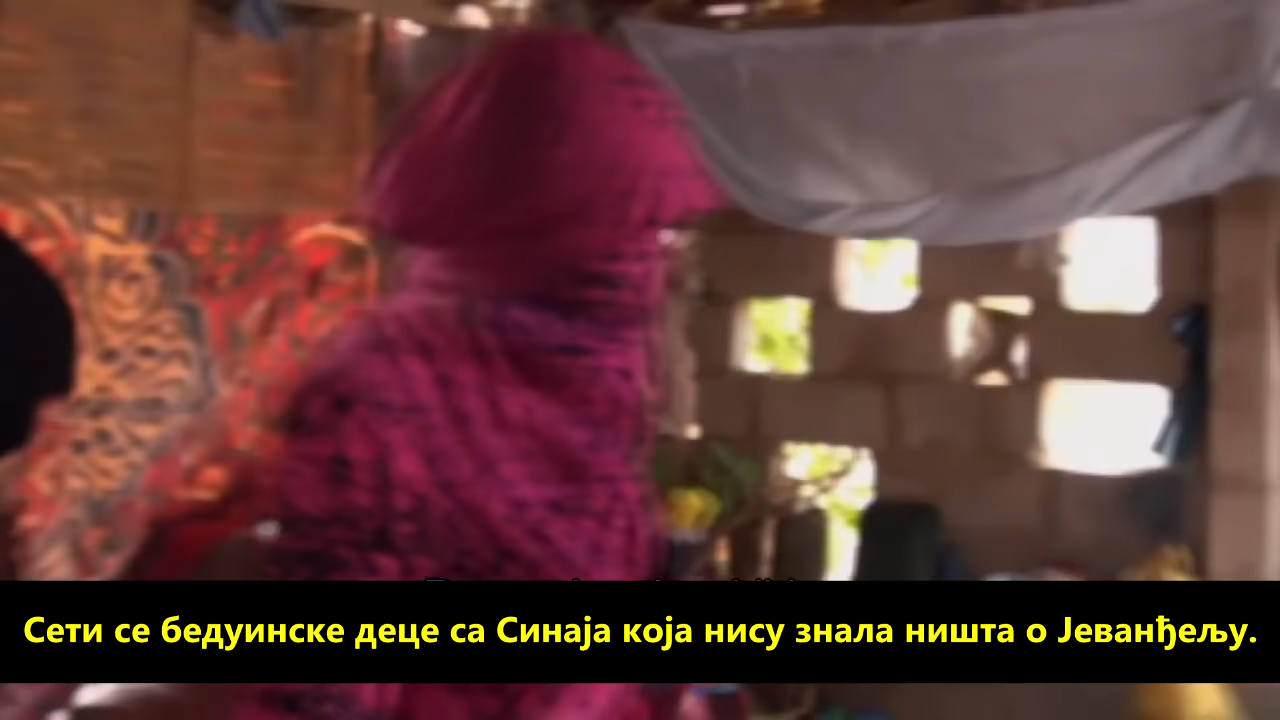 Сети се бедуинске деце са Синаја која нису знала ништа о Јеванђељу.